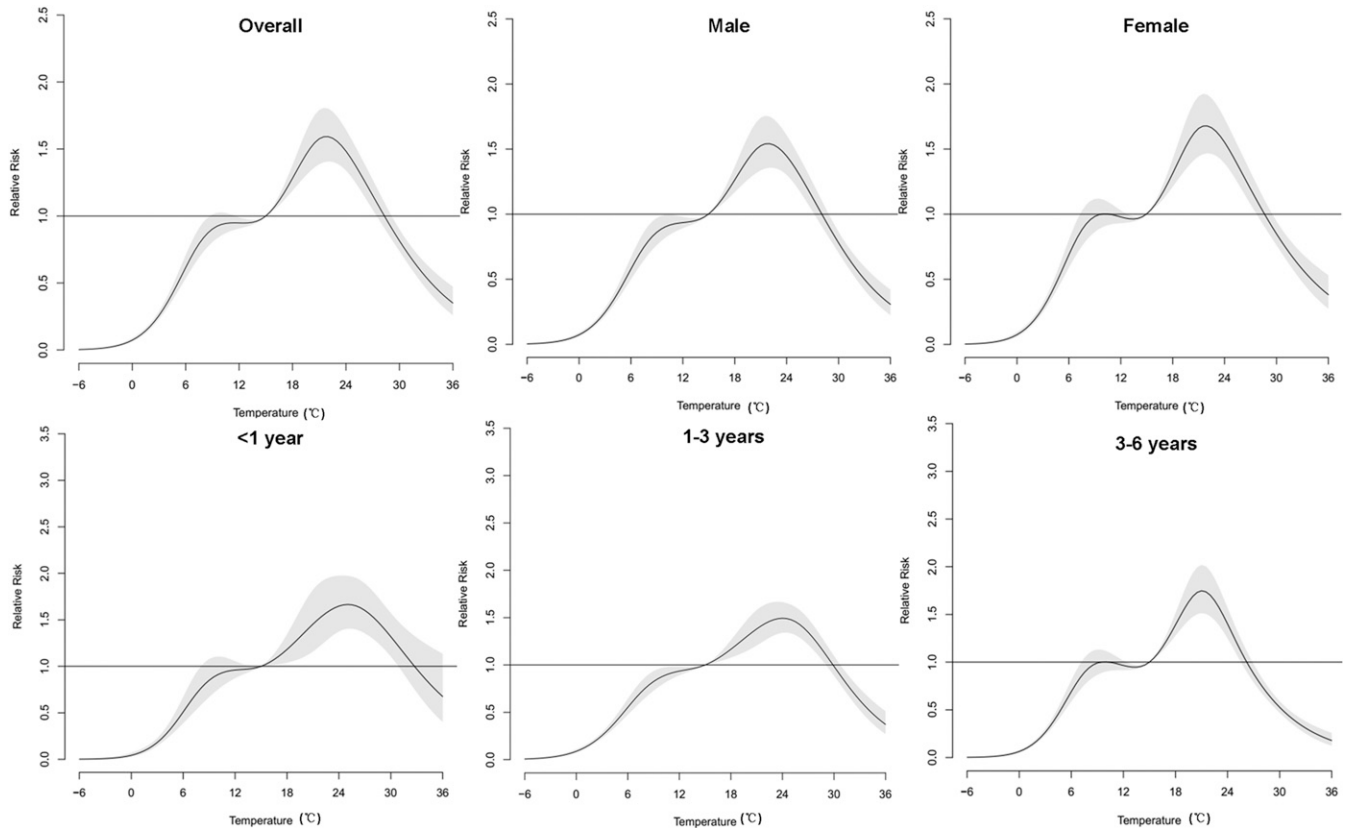 Overall
Relative Risk
2.5
2.0
1.5
1.0
0.5
0.0
−6 0 6 12 18 24 30 36
Temperature (℃)
Male
Relative Risk
2.5
2.0
1.5
1.0
0.5
0.0
−6 0 6 12 18 24 30 36
Temperature (℃)
Female
Relative Risk
2.5
2.0
1.5
1.0
0.5
0.0
−6 0 6 12 18 24 30 36
Temperature (℃)
<1 year
Relative Risk
3.5
3.0
2.5
2.0
1.5
1.0
0.5
0.0
−6 0 6 12 18 24 30 36
Temperature (℃)
1-3 years
Relative Risk
3.5
3.0
2.5
2.0
1.5
1.0
0.5
0.0
−6 0 6 12 18 24 30 36
Temperature (℃)
3-6 years
Relative Risk
3.5
3.0
2.5
2.0
1.5
1.0
0.5
0.0
−6 0 6 12 18 24 30 36
Temperature (℃)